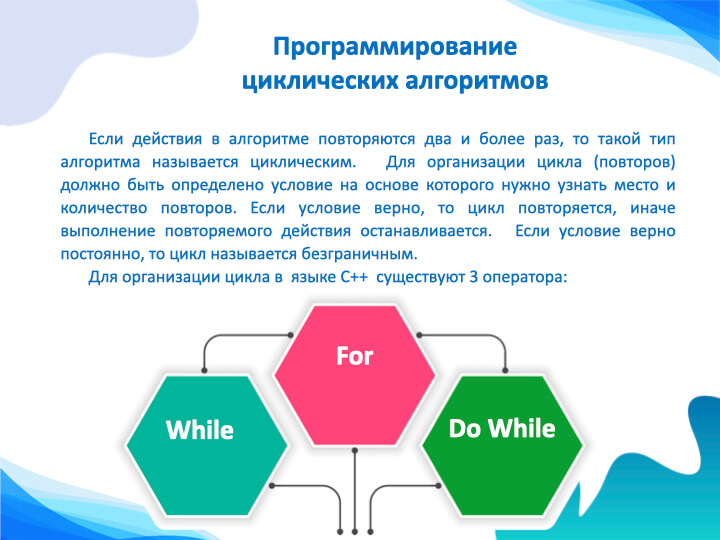 Программирование
циклических алгоритмов
Если действия в алгоритме повторяются два и более раз, то такой тип
алгоритма называется циклическим. Для организации цикла (повторов)
должно быть определено условие на основе которого нужно узнать место и
количество повторов. Если условие верно, то цикл повторяется, иначе
выполнение повторяемого действия останавливается. Если условие верно
постоянно, то цикл называется безграничным.
Для организации цикла в языке С++ существуют 3 оператора:
For
While
Do While